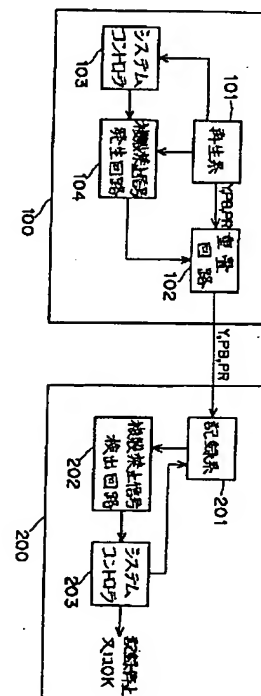 再生系
101
システム
コントローラ
103
複製禁止信号
発生回路
104
Y,PB,PR
重畳
回路
102
100
Y,PB,PR
記録系
201
複製禁止信号
検出回路
202
システム
コントローラ
203
200
記録停止
又はOK